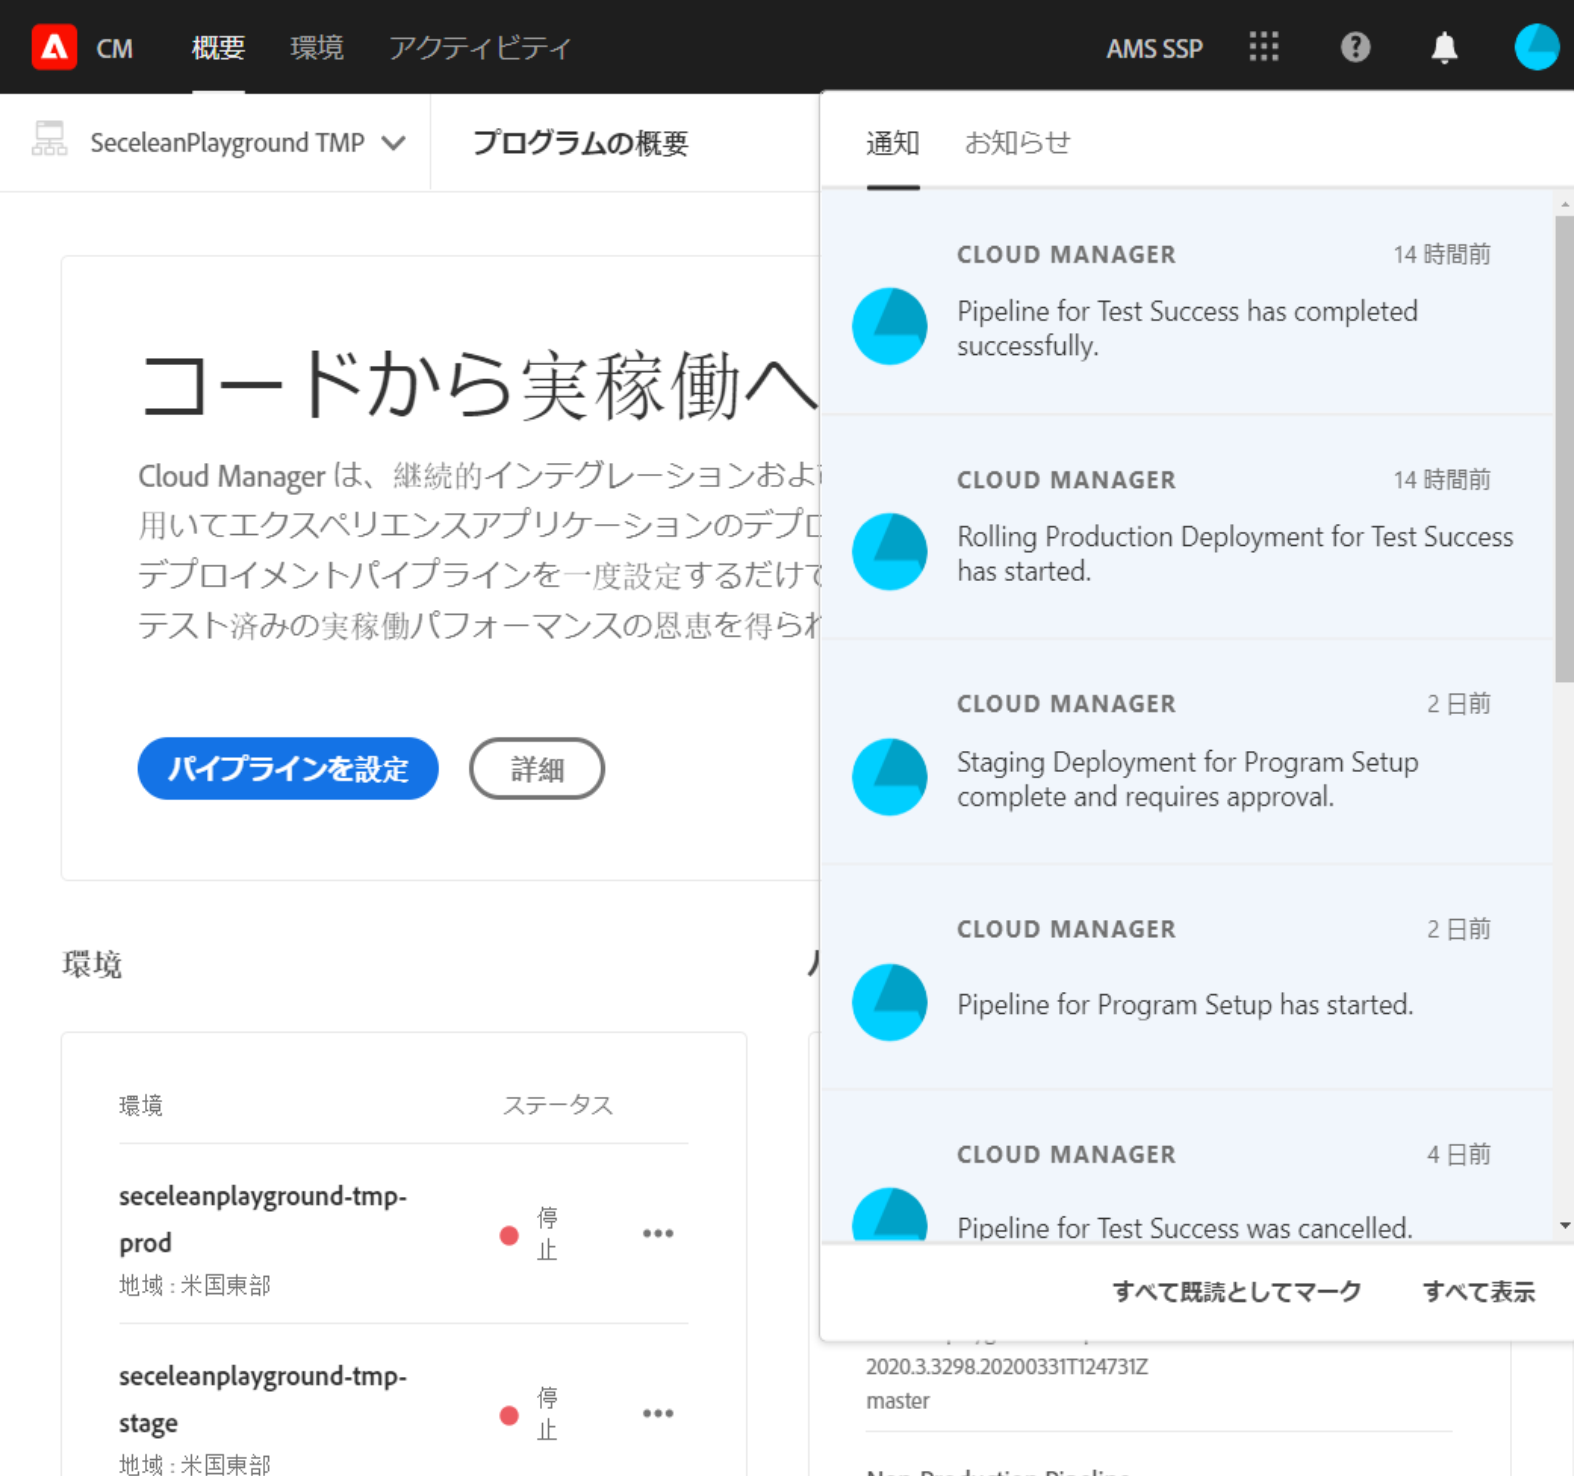 CM 概要 環境 アクティビティ AMS SSP
SeceleanPlayground TMP プログラムの概要
コードから実稼働へ
Cloud Manager は、継続的インテグレーションおよ
用いてエクスペリエンスアプリケーションのデプロ
デプロイメントパイプラインを一度設定するだけで
テスト済みの実稼働パフォーマンスの恩恵を得られ
パイプラインを設定 詳細
環境
環境 ステータス
seceleanplayground-tmp-
prod
停
止
地域 : 米国東部
seceleanplayground-tmp-
stage
停
止
地域 : 米国東部
通知 お知らせ
CLOUD MANAGER 14 時間前
Pipeline for Test Success has completed
successfully.
CLOUD MANAGER 14 時間前
Rolling Production Deployment for Test Success
has started.
CLOUD MANAGER 2 日前
Staging Deployment for Program Setup
complete and requires approval.
CLOUD MANAGER 2 日前
Pipeline for Program Setup has started.
CLOUD MANAGER 4 日前
Pipeline for Test Success was cancelled.
すべて既読としてマーク すべて表示
2020.3.3298.20200331T124731Z
master
Non-Production Pipeline